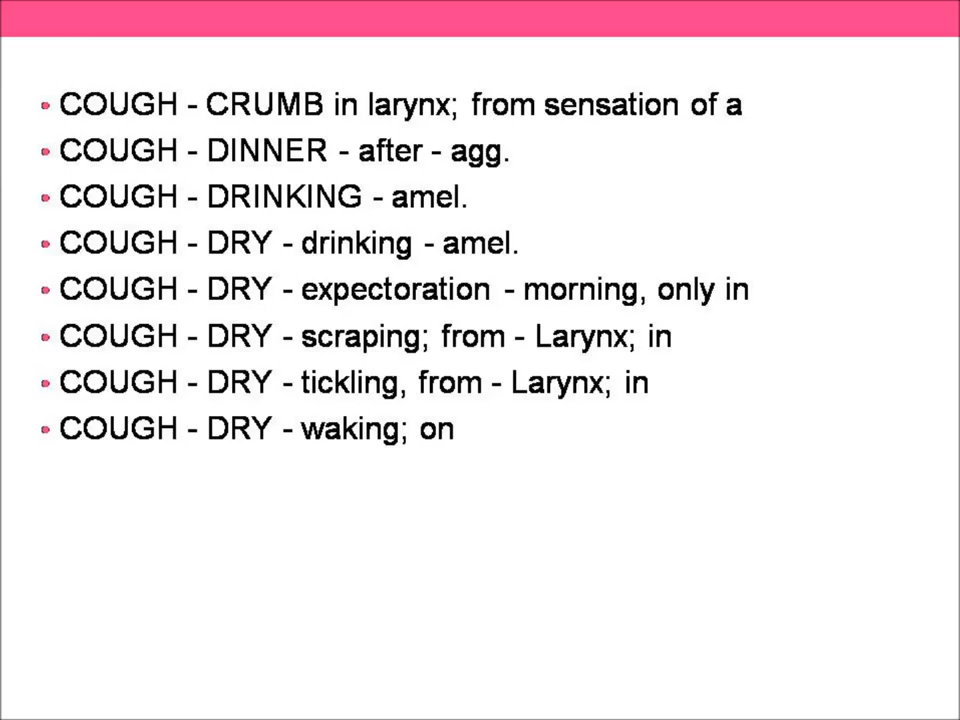 • COUGH - CRUMB in larynx; from sensation of a
• COUGH - DINNER - after - agg.
• COUGH - DRINKING - amel.
• COUGH - DRY - drinking - amel.
• COUGH - DRY - expectoration - morning, only in
• COUGH - DRY - scraping; from - Larynx; in
• COUGH - DRY - tickling, from - Larynx; in
• COUGH - DRY - waking; on